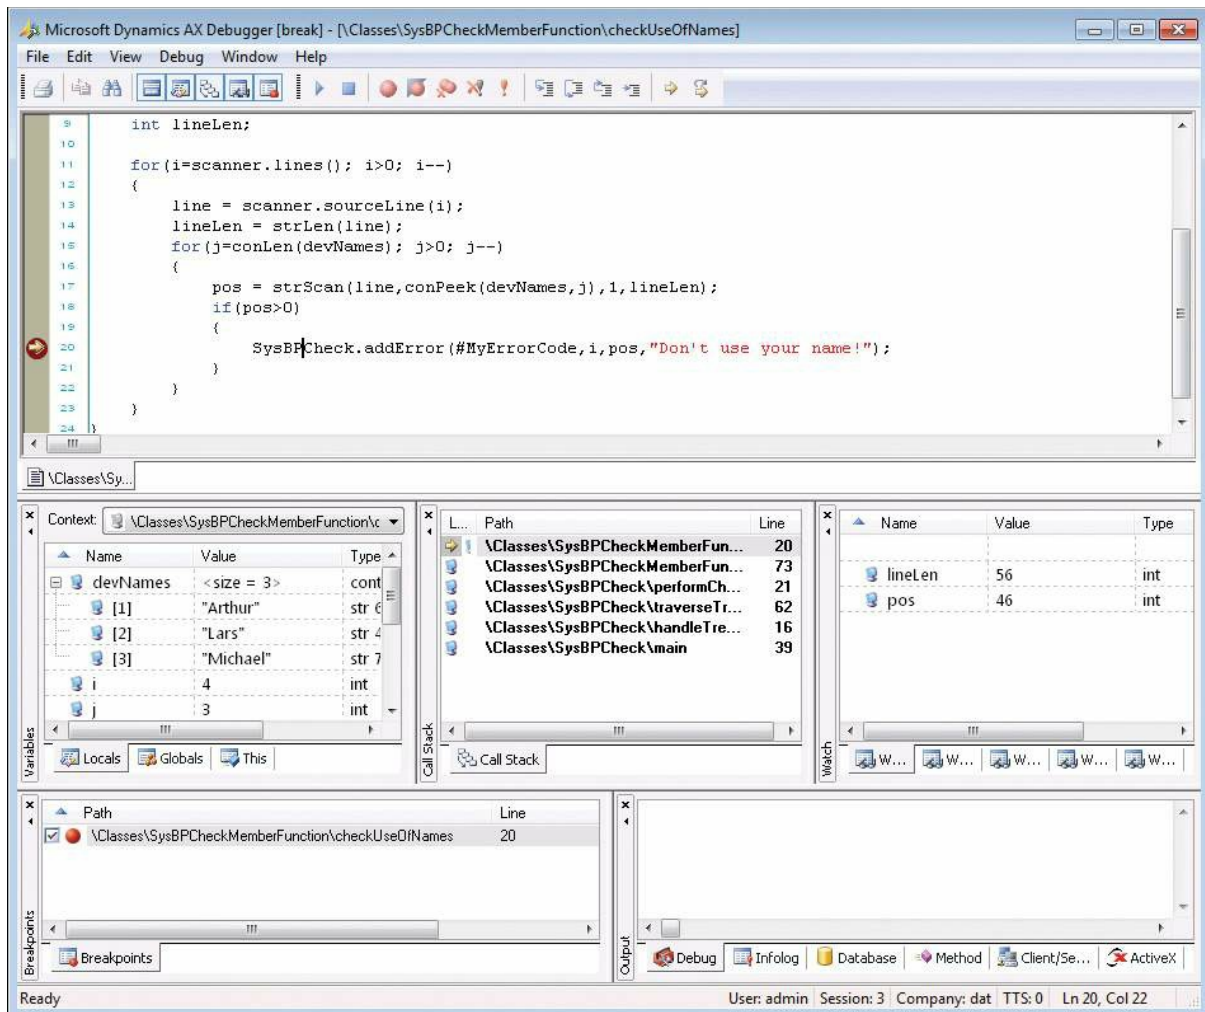 Microsoft Dynamics AX Debugger [break] - [\Classes\SysBPCheckMemberFunction\checkUseOfNames]
File Edit View Debug Window Help
9 int lineLen;
10
11 for(i=scanner.lines(); i>0; i--)
12 {
13 line = scanner.sourceLine(i);
14 lineLen = strLen(line);
15 for(j=conLen(devNames); j>0; j--)
16 {
17 pos = strScan(line,conPeek(devNames,j),1,lineLen);
18 if(pos>0)
19 {
20 SysBPCheck.addError(#MyErrorCode,i,pos,"Don't use your name!");
21 }
22 }
23 }
24 }
\Classes\Sy...
Context: \Classes\SysBPCheckMemberFunction\c
Name Value Type
devNames <size = 3> cont
[1] "Arthur" str 6
[2] "Lars" str 4
[3] "Michael" str 7
i 4 int
j 3 int
Variables
Locals Globals This
L... Path Line
\Classes\SysBPCheckMemberFun... 20
\Classes\SysBPCheckMemberFun... 73
\Classes\SysBPCheck\performCh... 21
\Classes\SysBPCheck\traverseTr... 62
\Classes\SysBPCheck\handleTre... 16
\Classes\SysBPCheck\main 39
Call Stack
Call Stack
Name Value Type
lineLen 56 int
pos 46 int
Watch
W... W... W... W... W...
Path Line
\Classes\SysBPCheckMemberFunction\checkUseOfNames 20
Breakpoints
Breakpoints
Output
Debug Infolog Database Method Client/Se... ActiveX
Ready User: admin Session: 3 Company: dat TTS: 0 Ln 20, Col 22